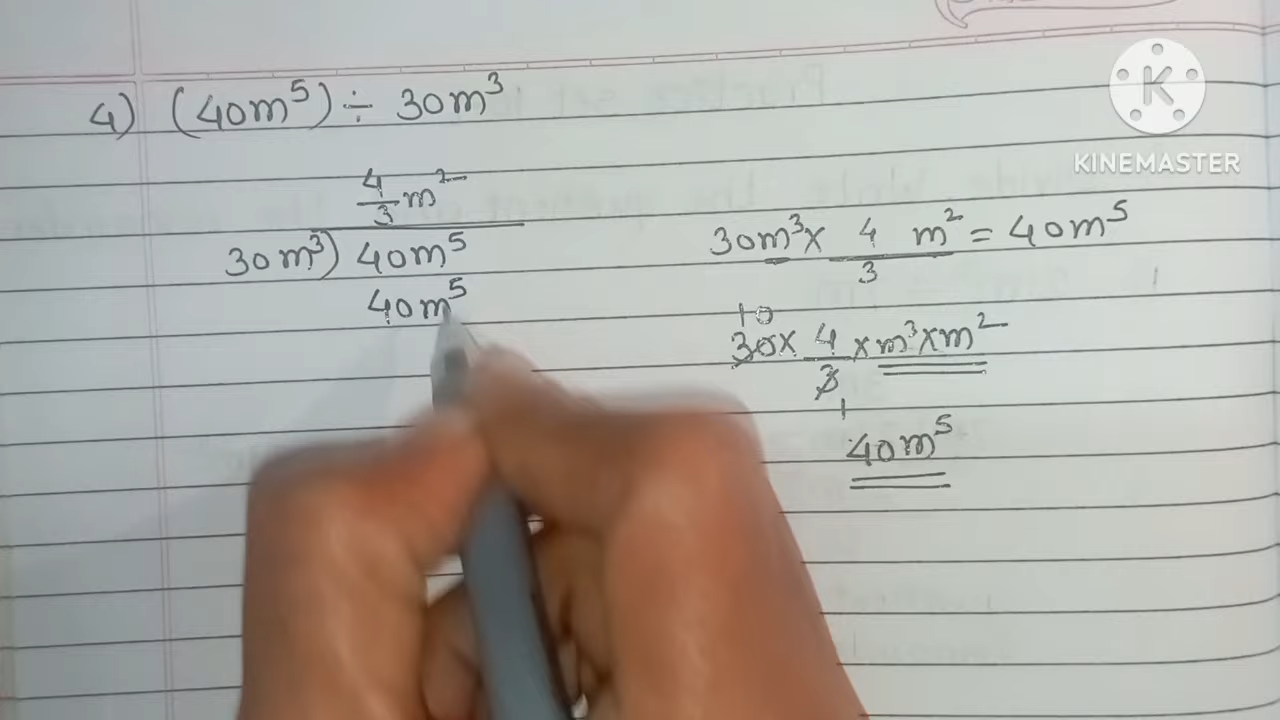 4) (40m⁵) ÷ 30m³
4/3 m²
30m³) 40m⁵
40m⁵
30m³ × 4/3 m² = 40m⁵
10
30 × 4/3 × m³ × m²
1
40m⁵
KINEMASTER